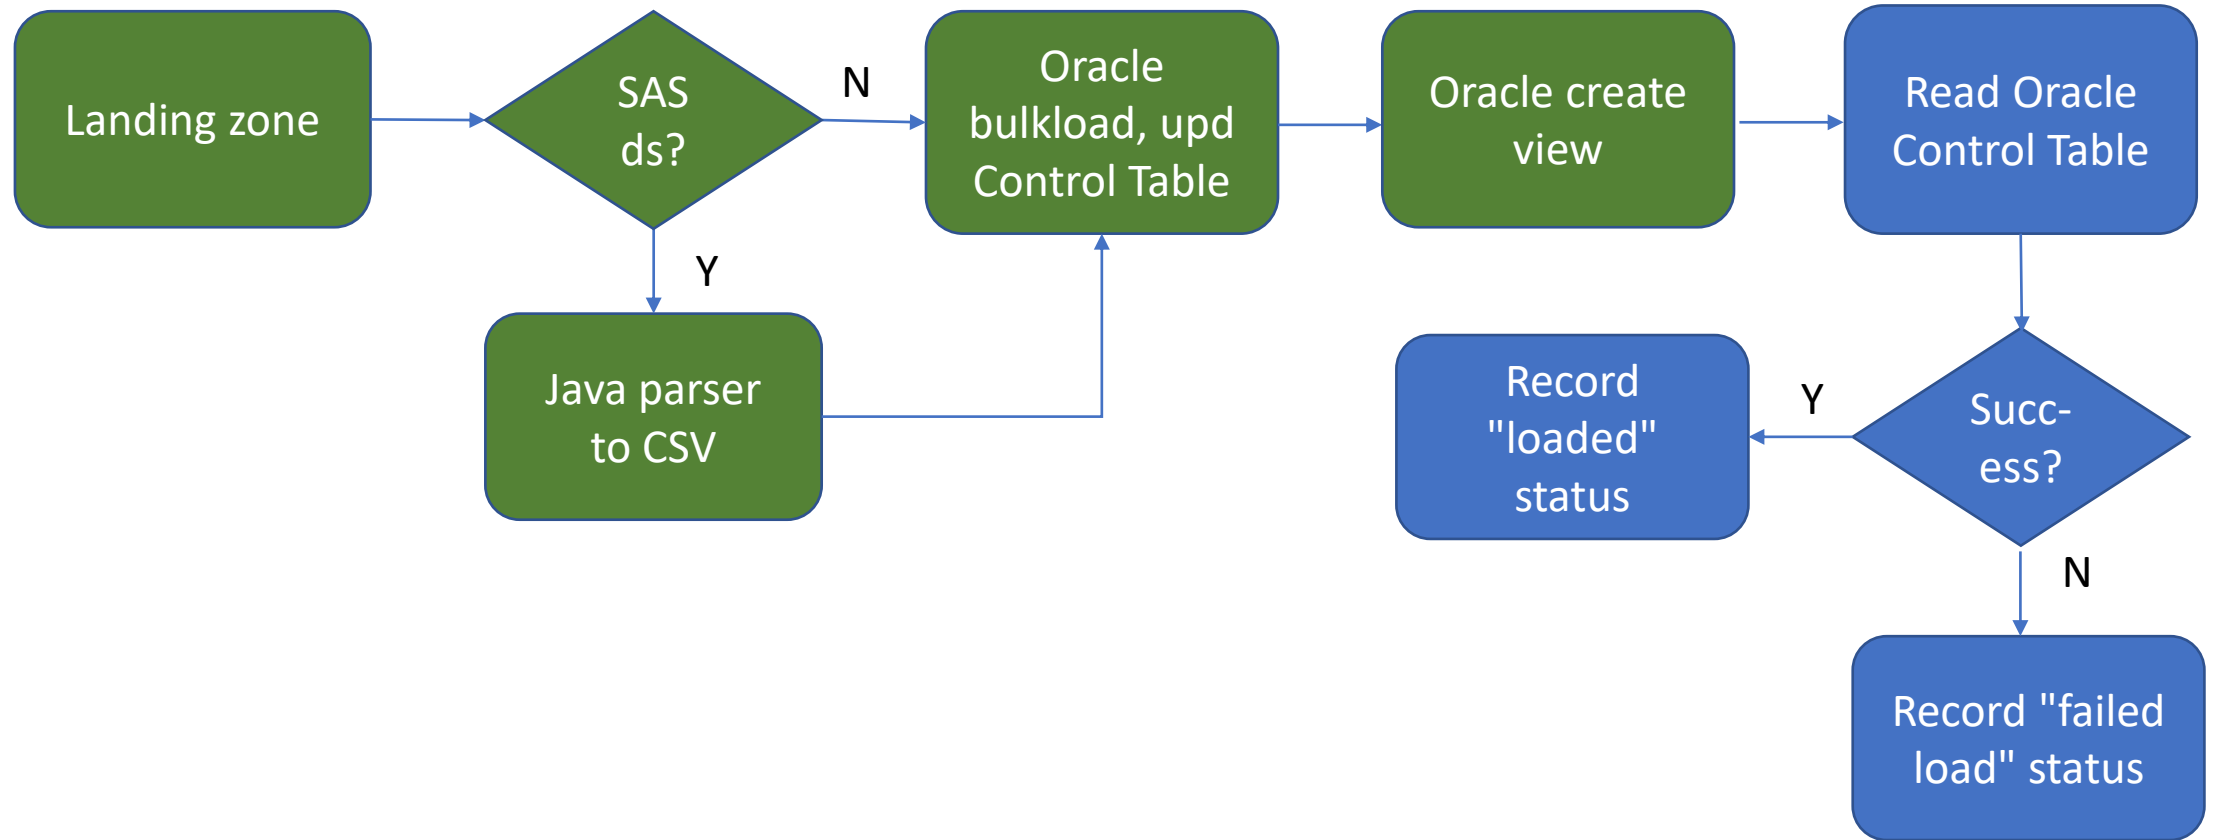 Landing zone
SAS
ds?
N
Y
Java parser
to CSV
Oracle
bulkload, upd
Control Table
Oracle create
view
Read Oracle
Control Table
Succ-
ess?
Y
Record
"loaded"
status
N
Record "failed
load" status